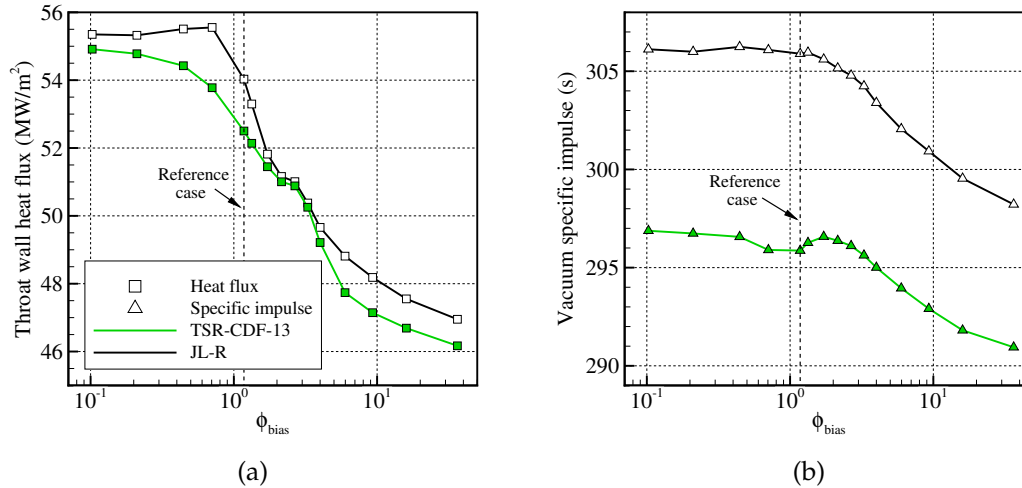 Throat wall heat flux (MW/m²)
56
54
52
50
48
46
Reference
case
Heat flux
Specific impulse
TSR-CDF-13
JL-R
10⁻¹
10⁰
10¹
ϕbias
(a)
Vacuum specific impulse (s)
305
300
295
290
Reference
case
10⁻¹
10⁰
10¹
ϕbias
(b)